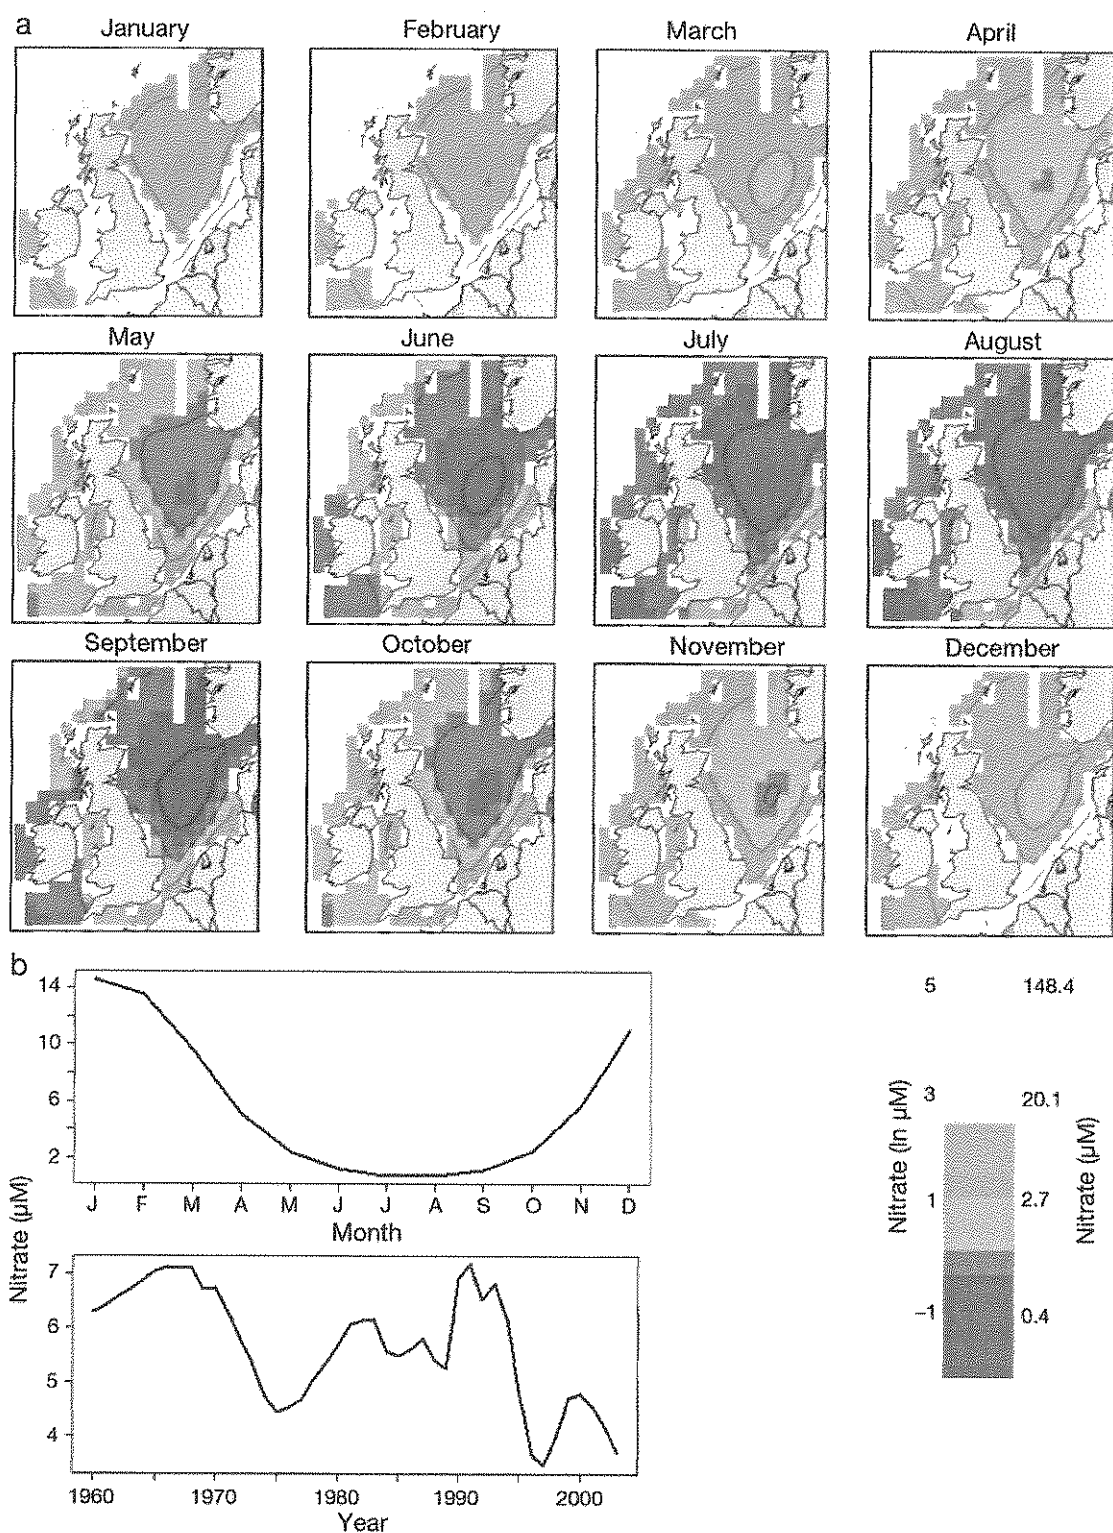 a
January February March April
May June July August
September October November December
b
14
10
6
2
J F M A M J J A S O N D
Month
Nitrate (µM)
7
6
5
4
1960 1970 1980 1990 2000
Year
5 148.4
3 20.1
1 2.7
–1 0.4
Nitrate (ln µM)
Nitrate (µM)